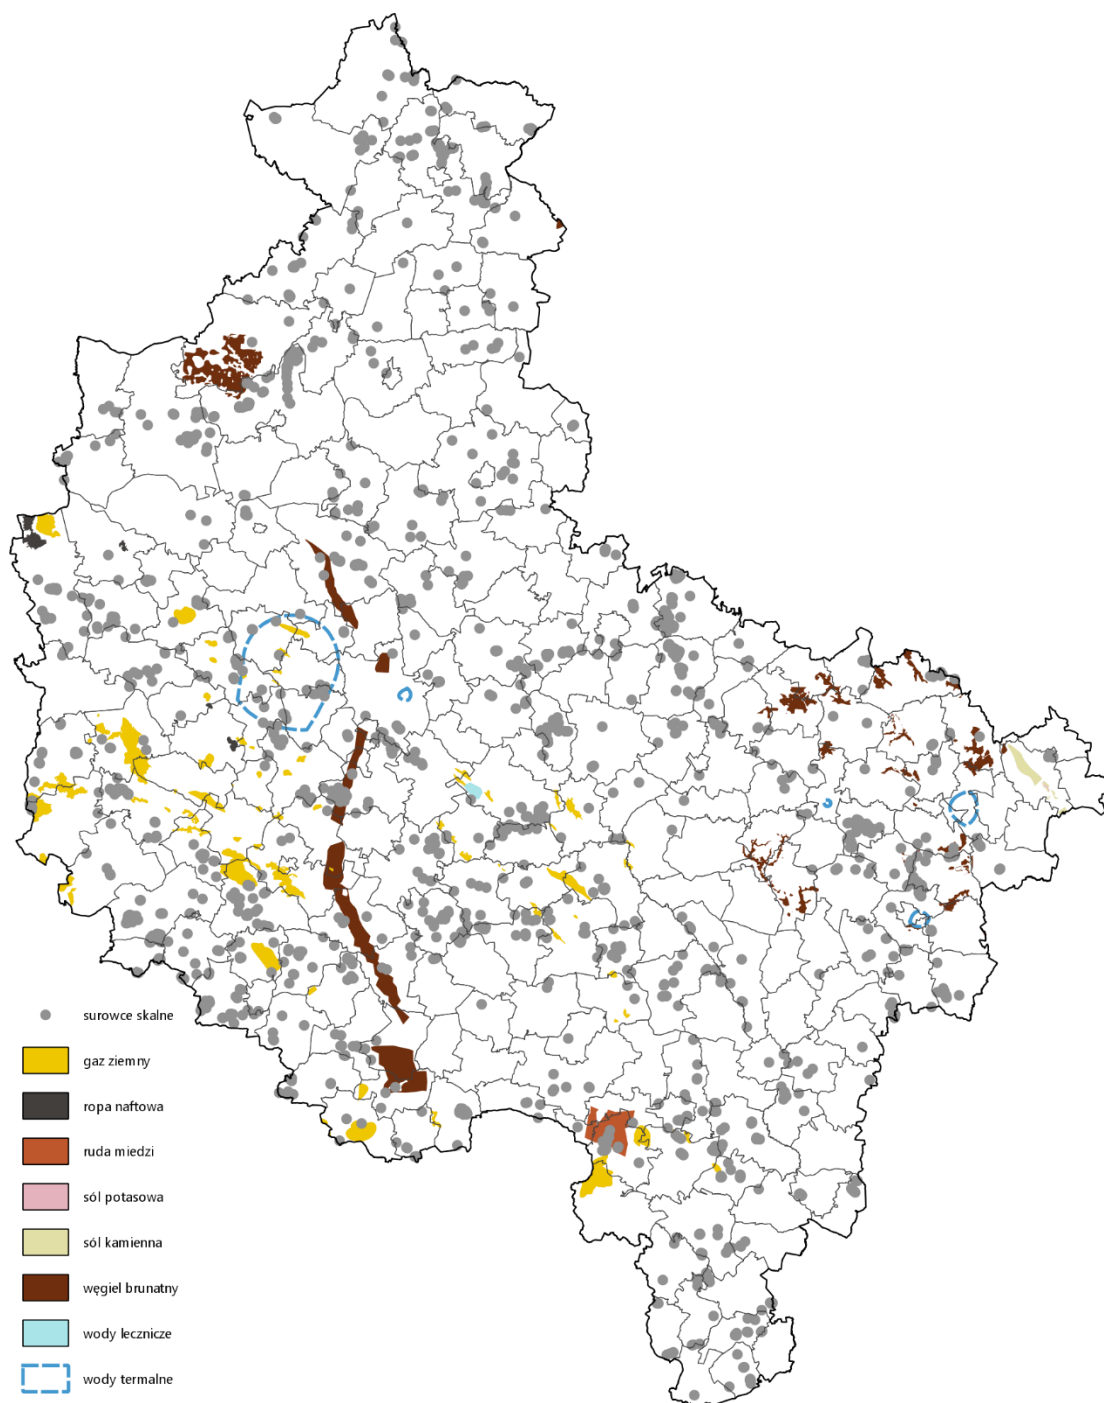 surowce skalne
gaz ziemny
ropa naftowa
ruda miedzi
sól potasowa
sól kamienna
węgiel brunatny
wody lecznicze
wody termalne